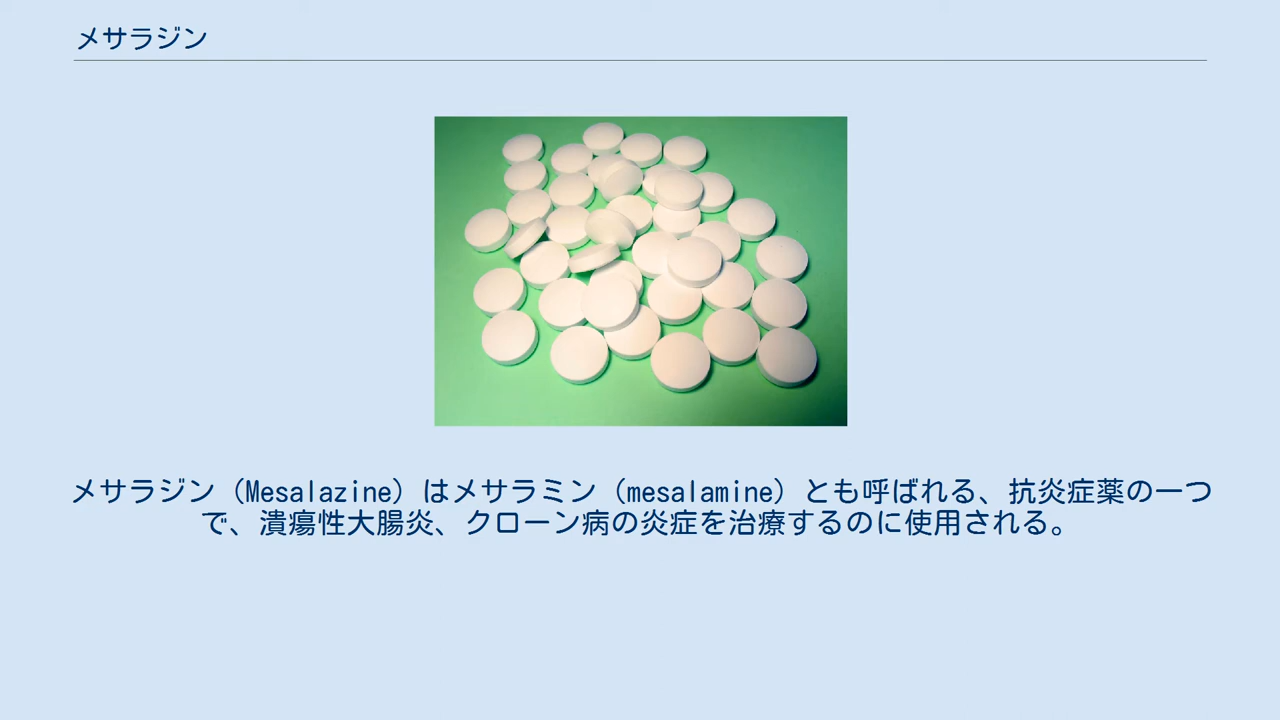 メサラジン
メサラジン（Mesalazine）はメサラミン（mesalamine）とも呼ばれる、抗炎症薬の一つ
で、潰瘍性大腸炎、クローン病の炎症を治療するのに使用される。